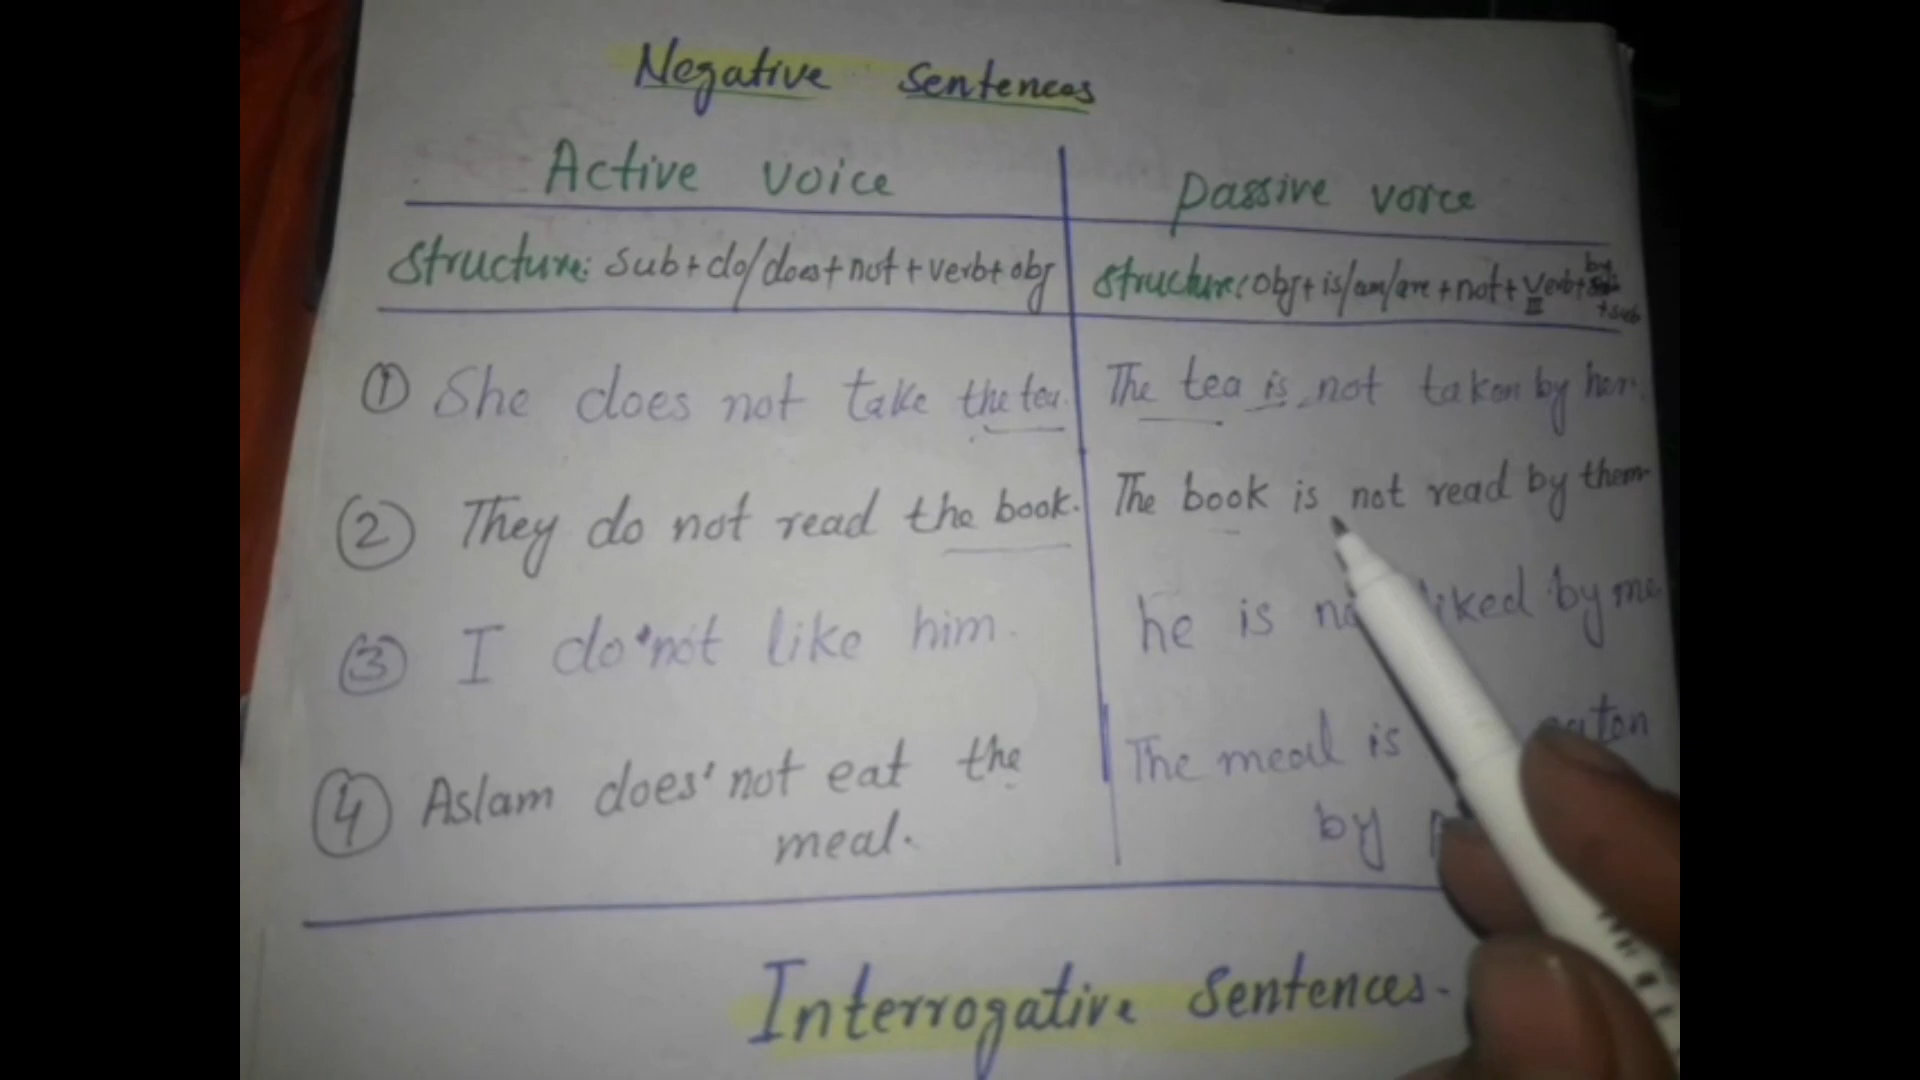 Negative Sentences
Active voice
Passive voice
Structure: Sub+do/does+not+verb+obj
Structure: Obj+is/am/are+not+Verb+
III
by
+sub
① She does not take the tea.
The tea is not taken by her.
② They do not read the book.
The book is not read by them.
③ I do not like him.
he is liked by me
④ Aslam does not eat the
meal.
The meal is
by
Interrogative Sentences.